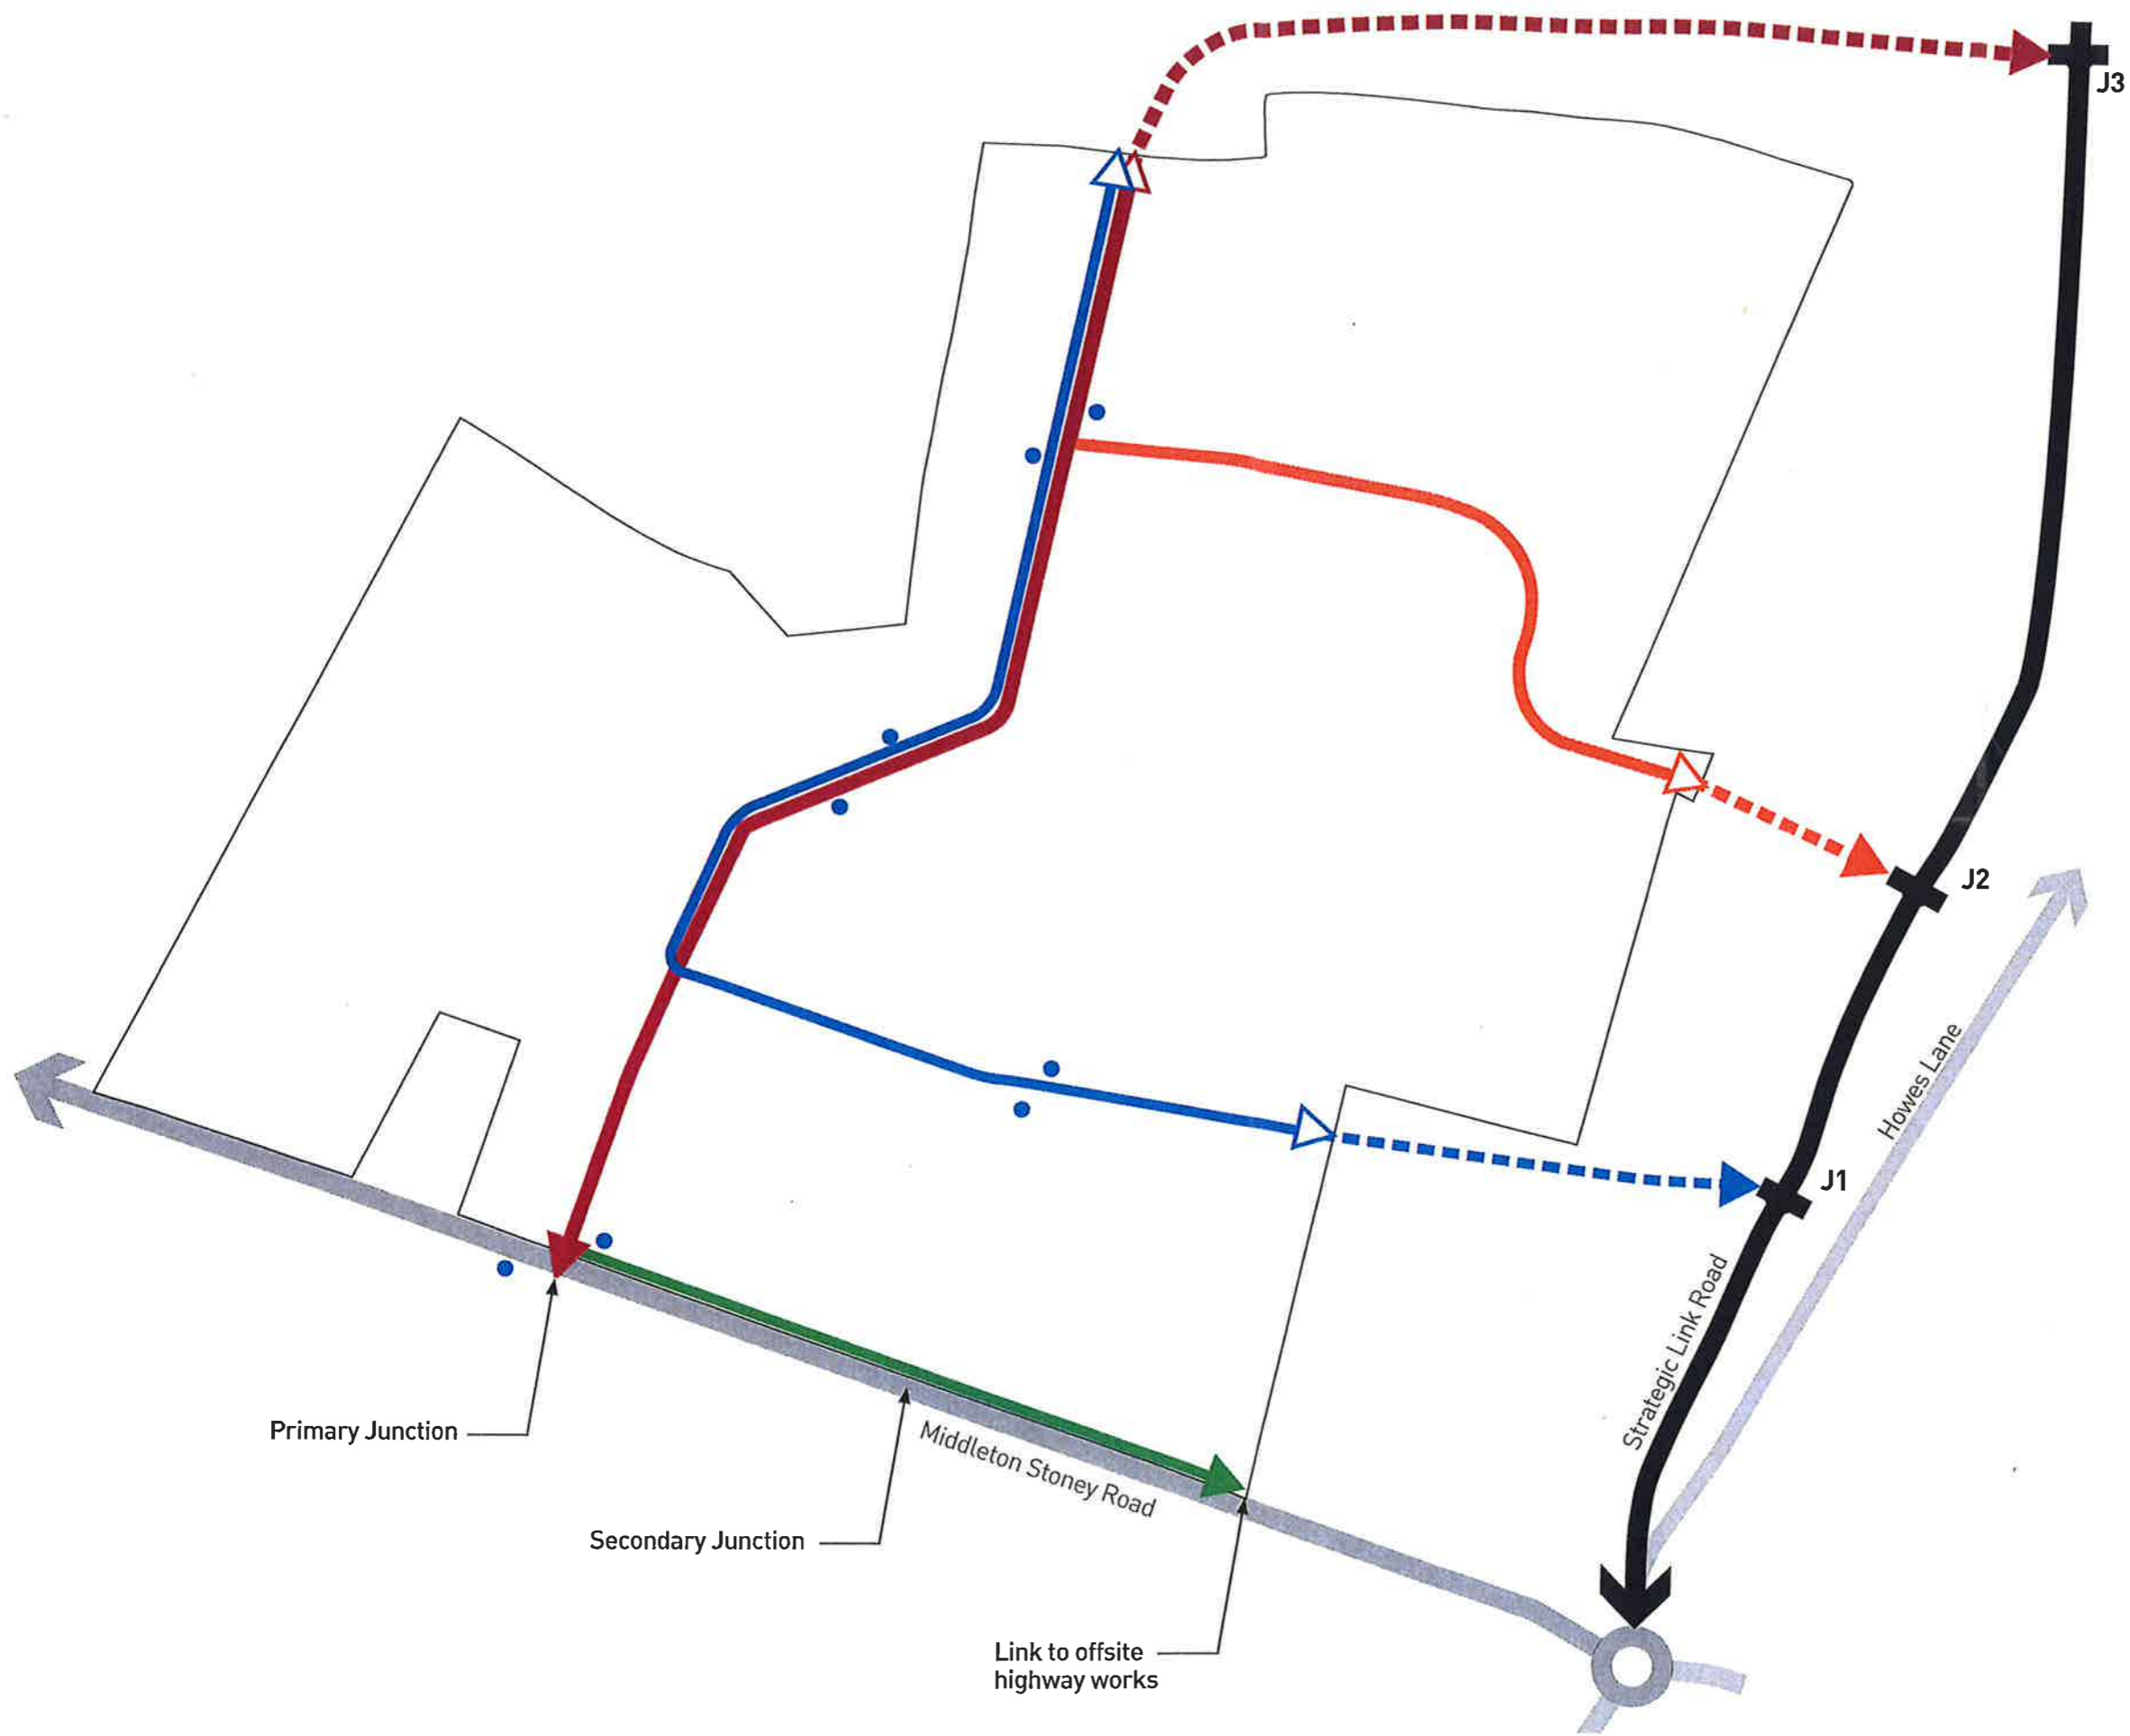 J3
J2
Howes Lane
J1
Strategic Link Road
Primary Junction
Middleton Stoney Road
Secondary Junction
Link to offsite
highway works